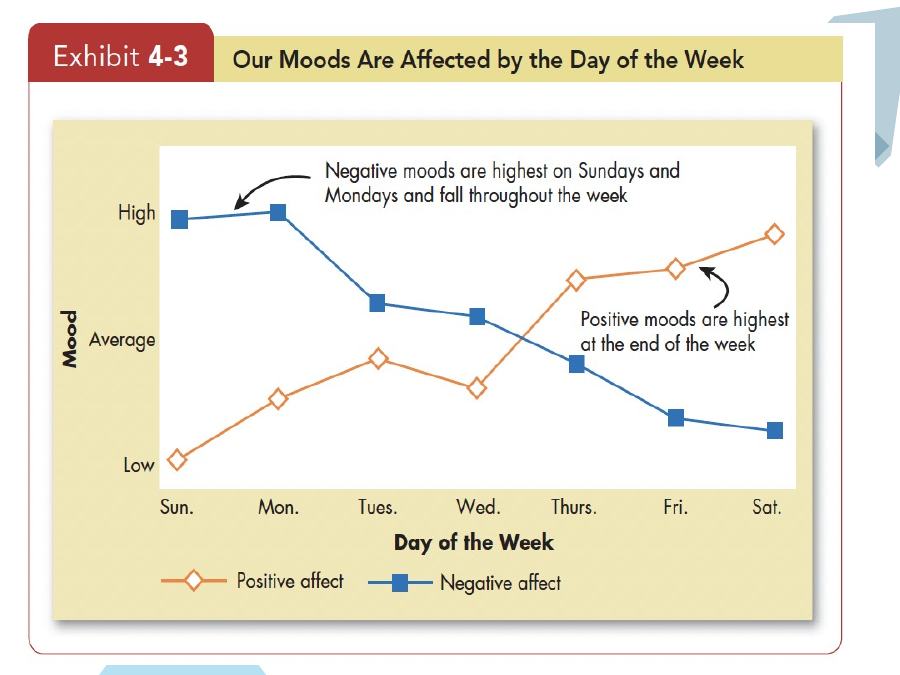 Exhibit 4-3
Our Moods Are Affected by the Day of the Week
Negative moods are highest on Sundays and
Mondays and fall throughout the week
High
Positive moods are highest
at the end of the week
Mood
Average
Low
Sun. Mon. Tues. Wed. Thurs. Fri. Sat.
Day of the Week
Positive affect Negative affect